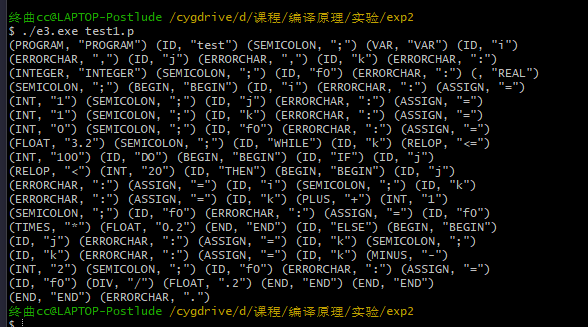 终曲cc@LAPTOP-Postlude /cygdrive/d/课程/编译原理/实验/exp2
$ ./e3.exe test1.p
(PROGRAM, "PROGRAM") (ID, "test") (SEMICOLON, ";") (VAR, "VAR") (ID, "i")
(ERRORCHAR, ",") (ID, "j") (ERRORCHAR, ",") (ID, "k") (ERRORCHAR, ":")
(INTEGER, "INTEGER") (SEMICOLON, ";") (ID, "f0") (ERRORCHAR, ":") (, "REAL")
(SEMICOLON, ";") (BEGIN, "BEGIN") (ID, "i") (ERRORCHAR, ":") (ASSIGN, "=")
(INT, "1") (SEMICOLON, ";") (ID, "j") (ERRORCHAR, ":") (ASSIGN, "=")
(INT, "1") (SEMICOLON, ";") (ID, "k") (ERRORCHAR, ":") (ASSIGN, "=")
(INT, "0") (SEMICOLON, ";") (ID, "f0") (ERRORCHAR, ":") (ASSIGN, "=")
(FLOAT, "3.2") (SEMICOLON, ";") (ID, "WHILE") (ID, "k") (RELOP, "<=")
(INT, "100") (ID, "DO") (BEGIN, "BEGIN") (ID, "IF") (ID, "j")
(RELOP, "<") (INT, "20") (ID, "THEN") (BEGIN, "BEGIN") (ID, "j")
(ERRORCHAR, ":") (ASSIGN, "=") (ID, "i") (SEMICOLON, ";") (ID, "k")
(ERRORCHAR, ":") (ASSIGN, "=") (ID, "k") (PLUS, "+") (INT, "1")
(SEMICOLON, ";") (ID, "f0") (ERRORCHAR, ":") (ASSIGN, "=") (ID, "f0")
(TIMES, "*") (FLOAT, "0.2") (END, "END") (ID, "ELSE") (BEGIN, "BEGIN")
(ID, "j") (ERRORCHAR, ":") (ASSIGN, "=") (ID, "k") (SEMICOLON, ";")
(ID, "k") (ERRORCHAR, ":") (ASSIGN, "=") (ID, "k") (MINUS, "-")
(INT, "2") (SEMICOLON, ";") (ID, "f0") (ERRORCHAR, ":") (ASSIGN, "=")
(ID, "f0") (DIV, "/") (FLOAT, ".2") (END, "END") (END, "END")
(END, "END") (ERRORCHAR, ".")
终曲cc@LAPTOP-Postlude /cygdrive/d/课程/编译原理/实验/exp2
$